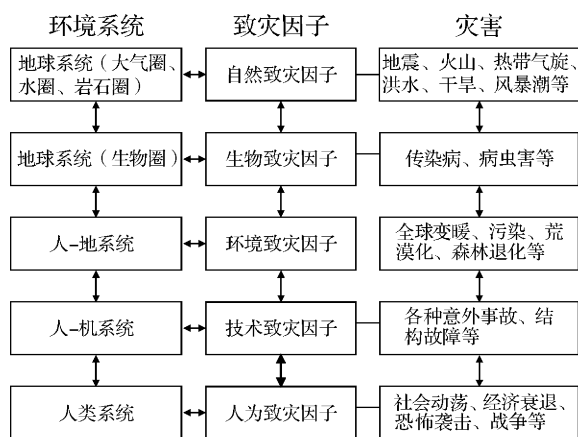 环境系统 致灾因子 灾害
地球系统（大气圈、
水圈、岩石圈）
自然致灾因子
地震、火山、热带气旋、
洪水、干旱、风暴潮等
地球系统（生物圈）
生物致灾因子
传染病、病虫害等
人-地系统
环境致灾因子
全球变暖、污染、荒
漠化、森林退化等
人-机系统
技术致灾因子
各种意外事故、结
构故障等
人类系统
人为致灾因子
社会动荡、经济衰退、
恐怖袭击、战争等